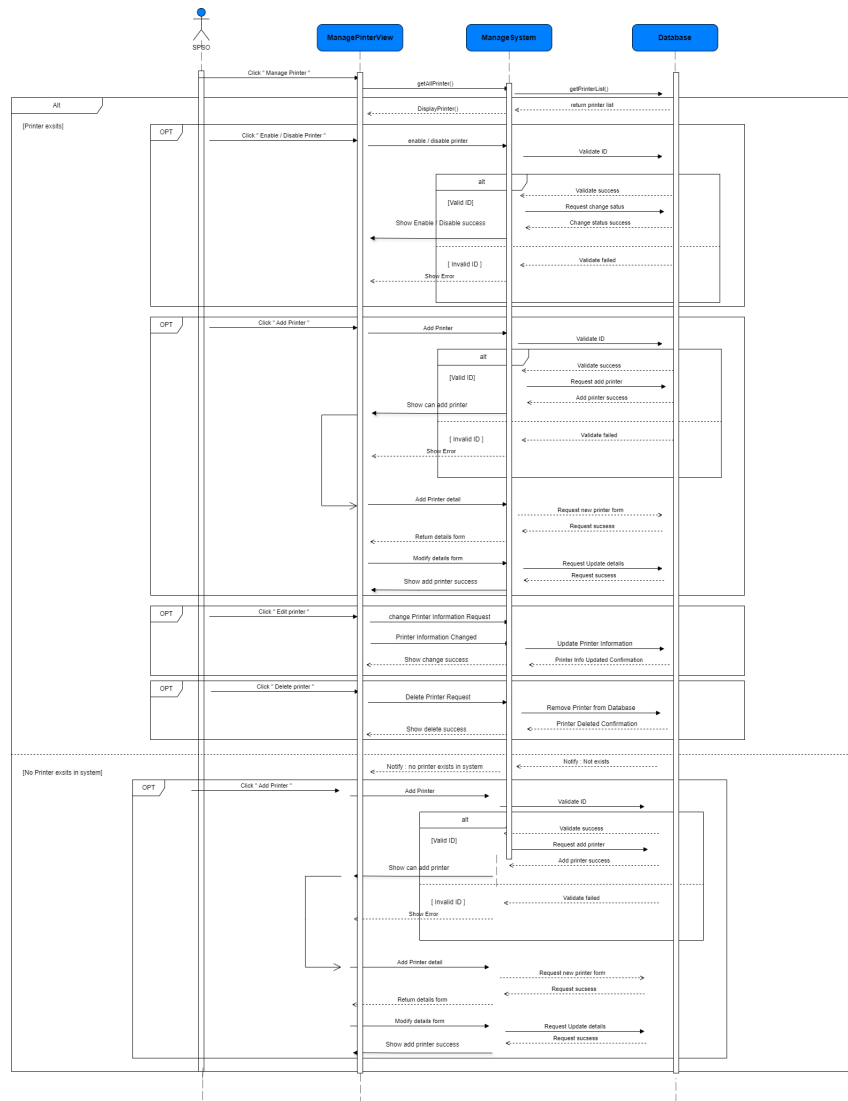 SPSO
ManagePinterView
ManageSystem
Database
Click " Manage Printer "
getAllPrinter()
getPrinterList()
Alt
DisplayPrinter()
return printer list
[Printer exsits]
OPT
Click " Enable / Disable Printer "
enable / disable printer
Validate ID
alt
Validate success
[Valid ID]
Request change satus
Show Enable / Disable success
Change status success
[ Invalid ID ]
Validate failed
Show Error
OPT
Click " Add Printer "
Add Printer
Validate ID
alt
Validate success
[Valid ID]
Request add printer
Add printer success
Show can add printer
[ Invalid ID ]
Validate failed
Show Error
Add Printer detail
Request new printer form
Request sucsess
Return details form
Modify details form
Request Update details
Request sucsess
Show add printer success
OPT
Click " Edit printer "
change Printer Information Request
Printer Information Changed
Update Printer Information
Show change success
Printer Info Updated Confirmation
OPT
Click " Delete printer "
Delete Printer Request
Remove Printer from Database
Printer Deleted Confirmation
Show delete success
Notify : Not exists
Notify : no printer exists in system
[No Printer exsits in system]
OPT
Click " Add Printer "
Add Printer
Validate ID
alt
Validate success
[Valid ID]
Request add printer
Add printer success
Show can add printer
[ Invalid ID ]
Validate failed
Show Error
Add Printer detail
Request new printer form
Request sucsess
Return details form
Modify details form
Request Update details
Request sucsess
Show add printer success